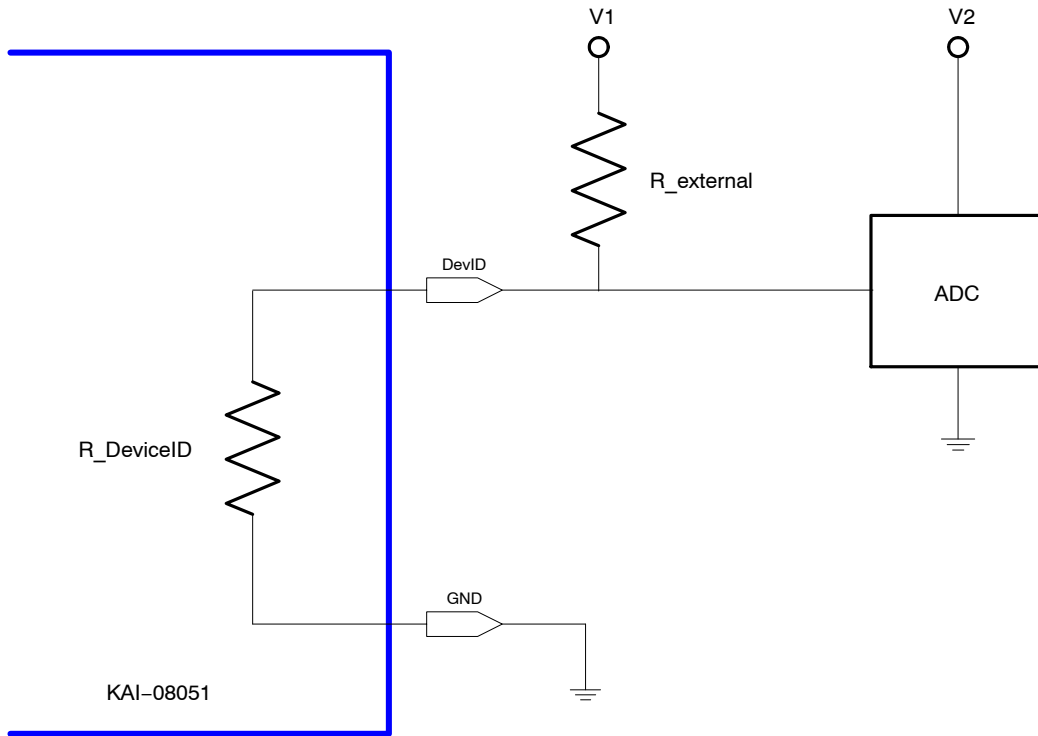 V1
V2
R_external
DevID
ADC
R_DeviceID
GND
KAI−08051